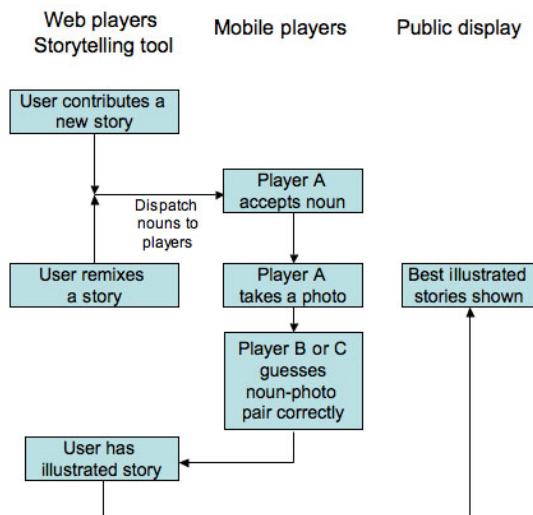 Web players
Storytelling tool
Mobile players
Public display
User contributes a
new story
Dispatch
nouns to
players
Player A
accepts noun
User remixes
a story
Player A
takes a photo
Best illustrated
stories shown
Player B or C
guesses
noun-photo
pair correctly
User has
illustrated story